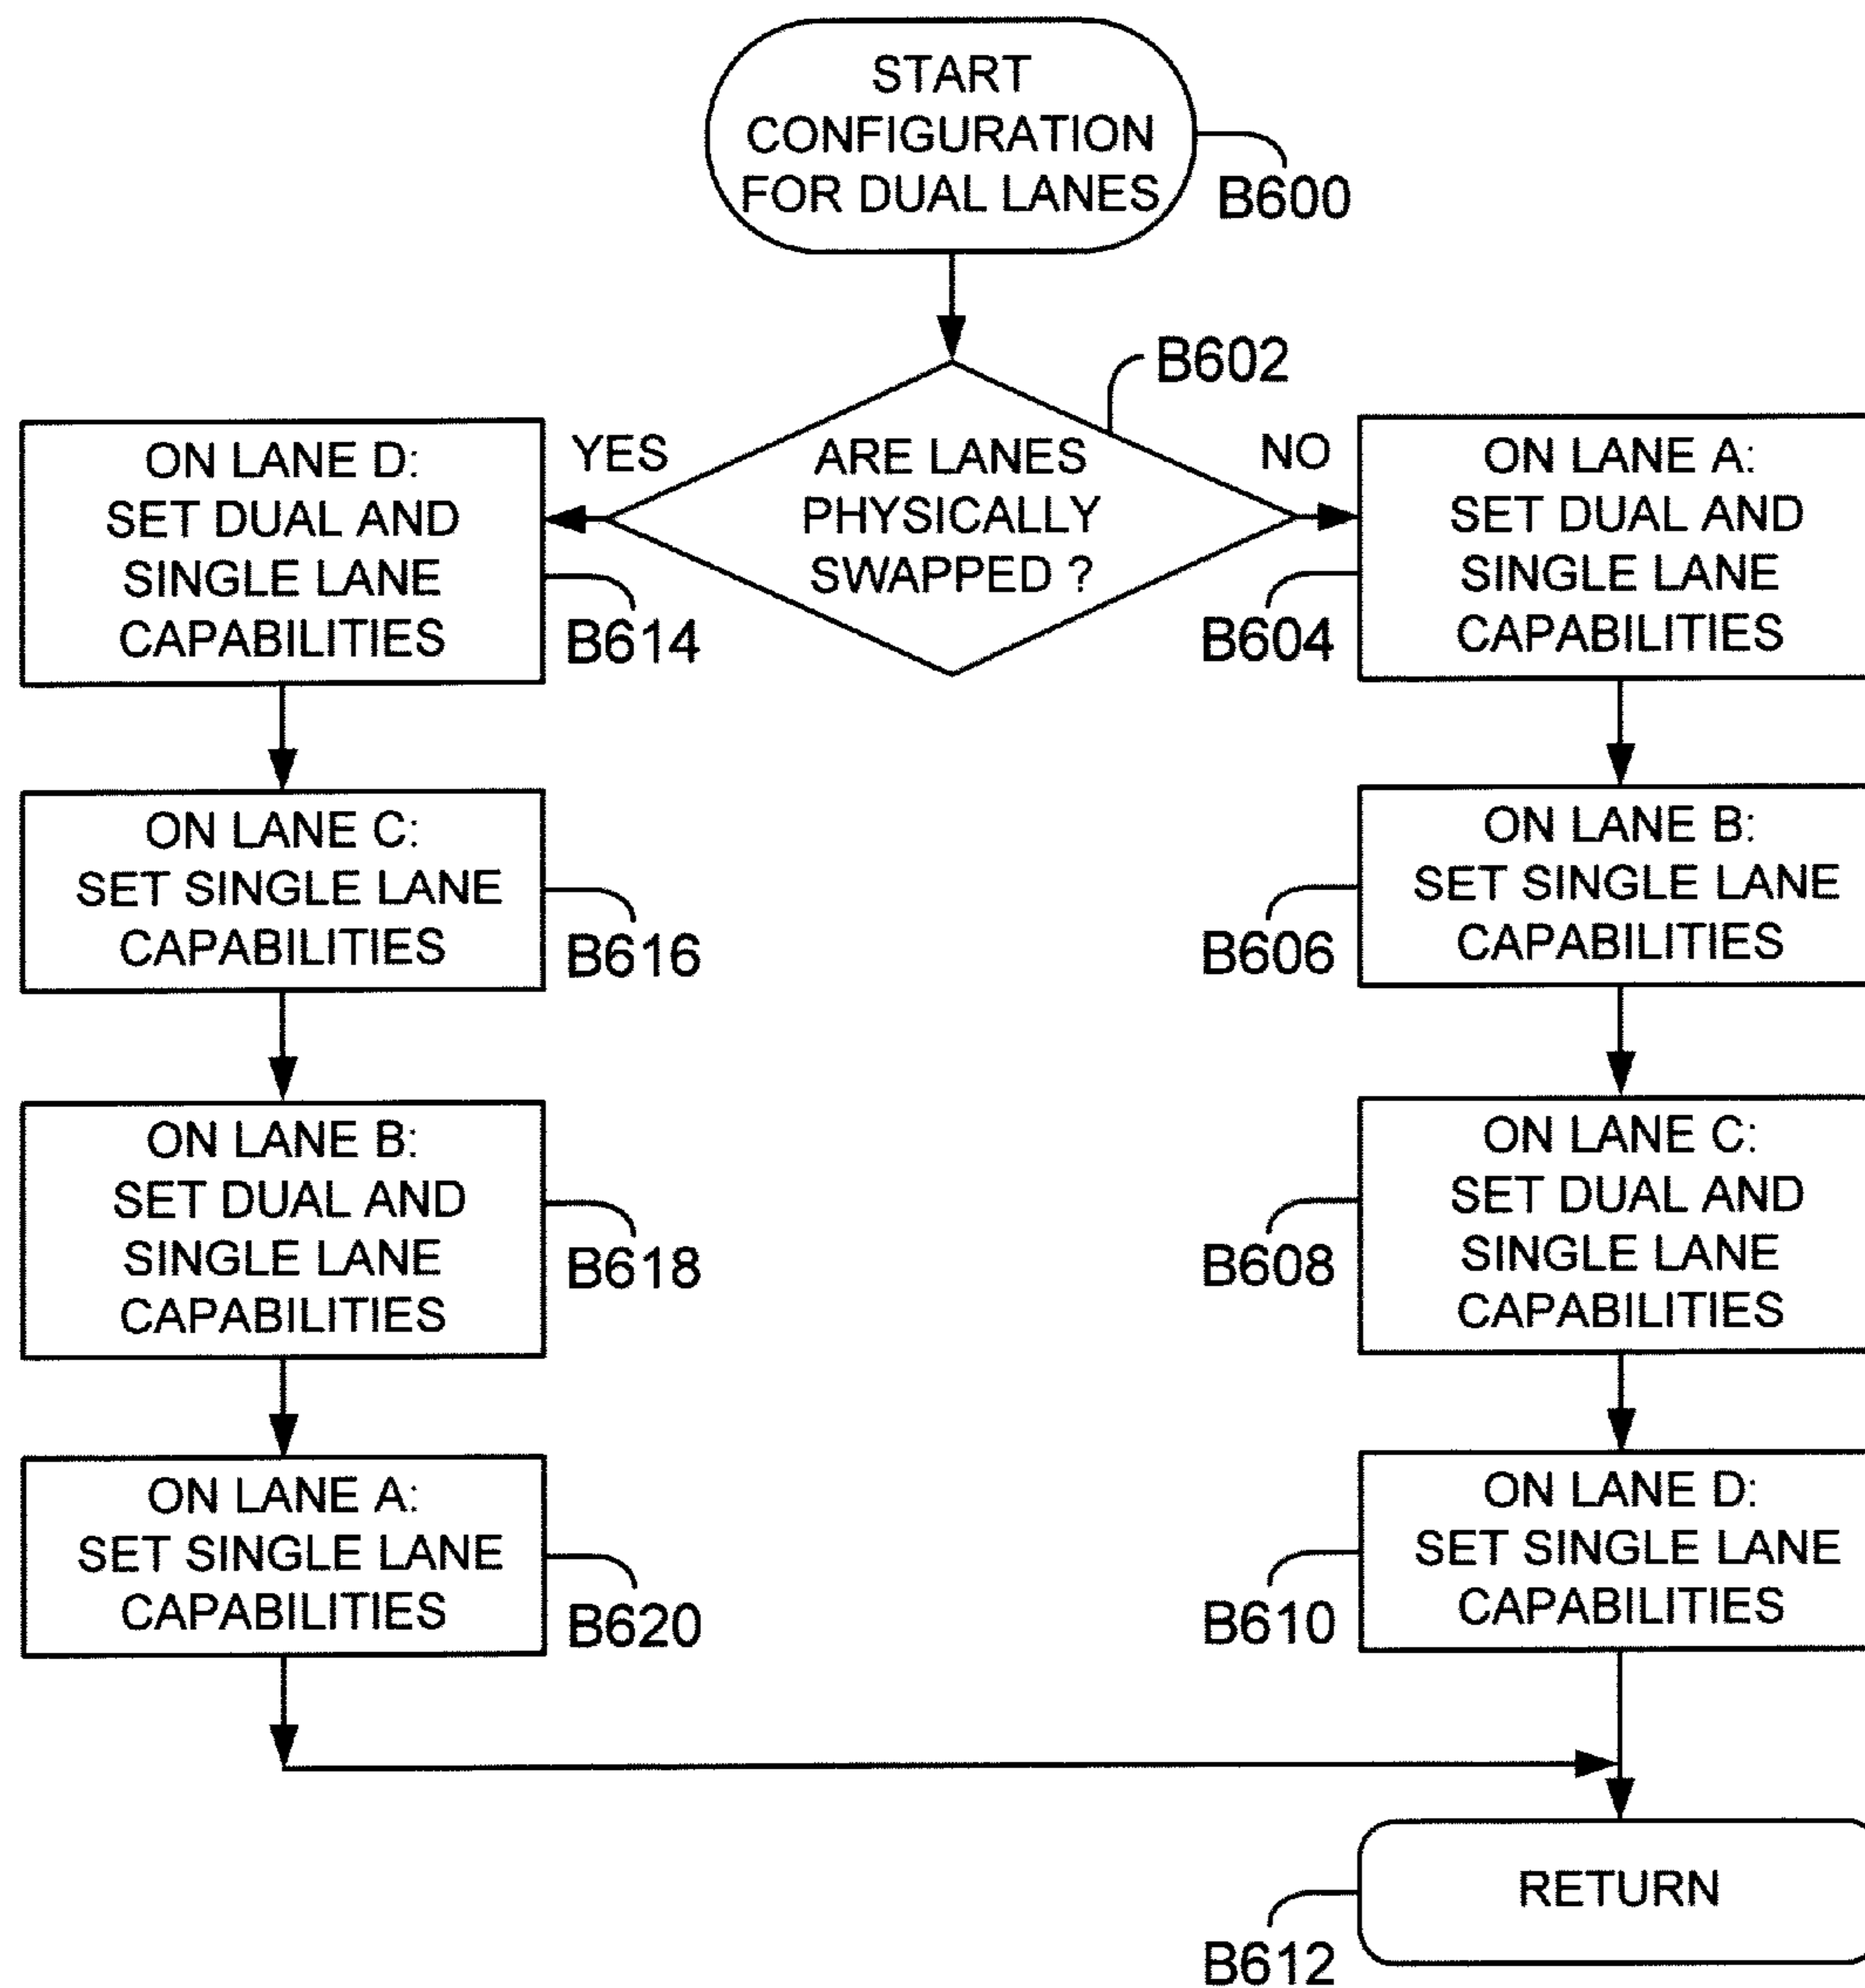 START
CONFIGURATION
FOR DUAL LANES
B600
B602
ARE LANES
PHYSICALLY
SWAPPED ?
YES
NO
ON LANE D:
SET DUAL AND
SINGLE LANE
CAPABILITIES
B614
ON LANE C:
SET SINGLE LANE
CAPABILITIES
B616
ON LANE B:
SET DUAL AND
SINGLE LANE
CAPABILITIES
B618
ON LANE A:
SET SINGLE LANE
CAPABILITIES
B620
ON LANE A:
SET DUAL AND
SINGLE LANE
CAPABILITIES
B604
ON LANE B:
SET SINGLE LANE
CAPABILITIES
B606
ON LANE C:
SET DUAL AND
SINGLE LANE
CAPABILITIES
B608
ON LANE D:
SET SINGLE LANE
CAPABILITIES
B610
RETURN
B612